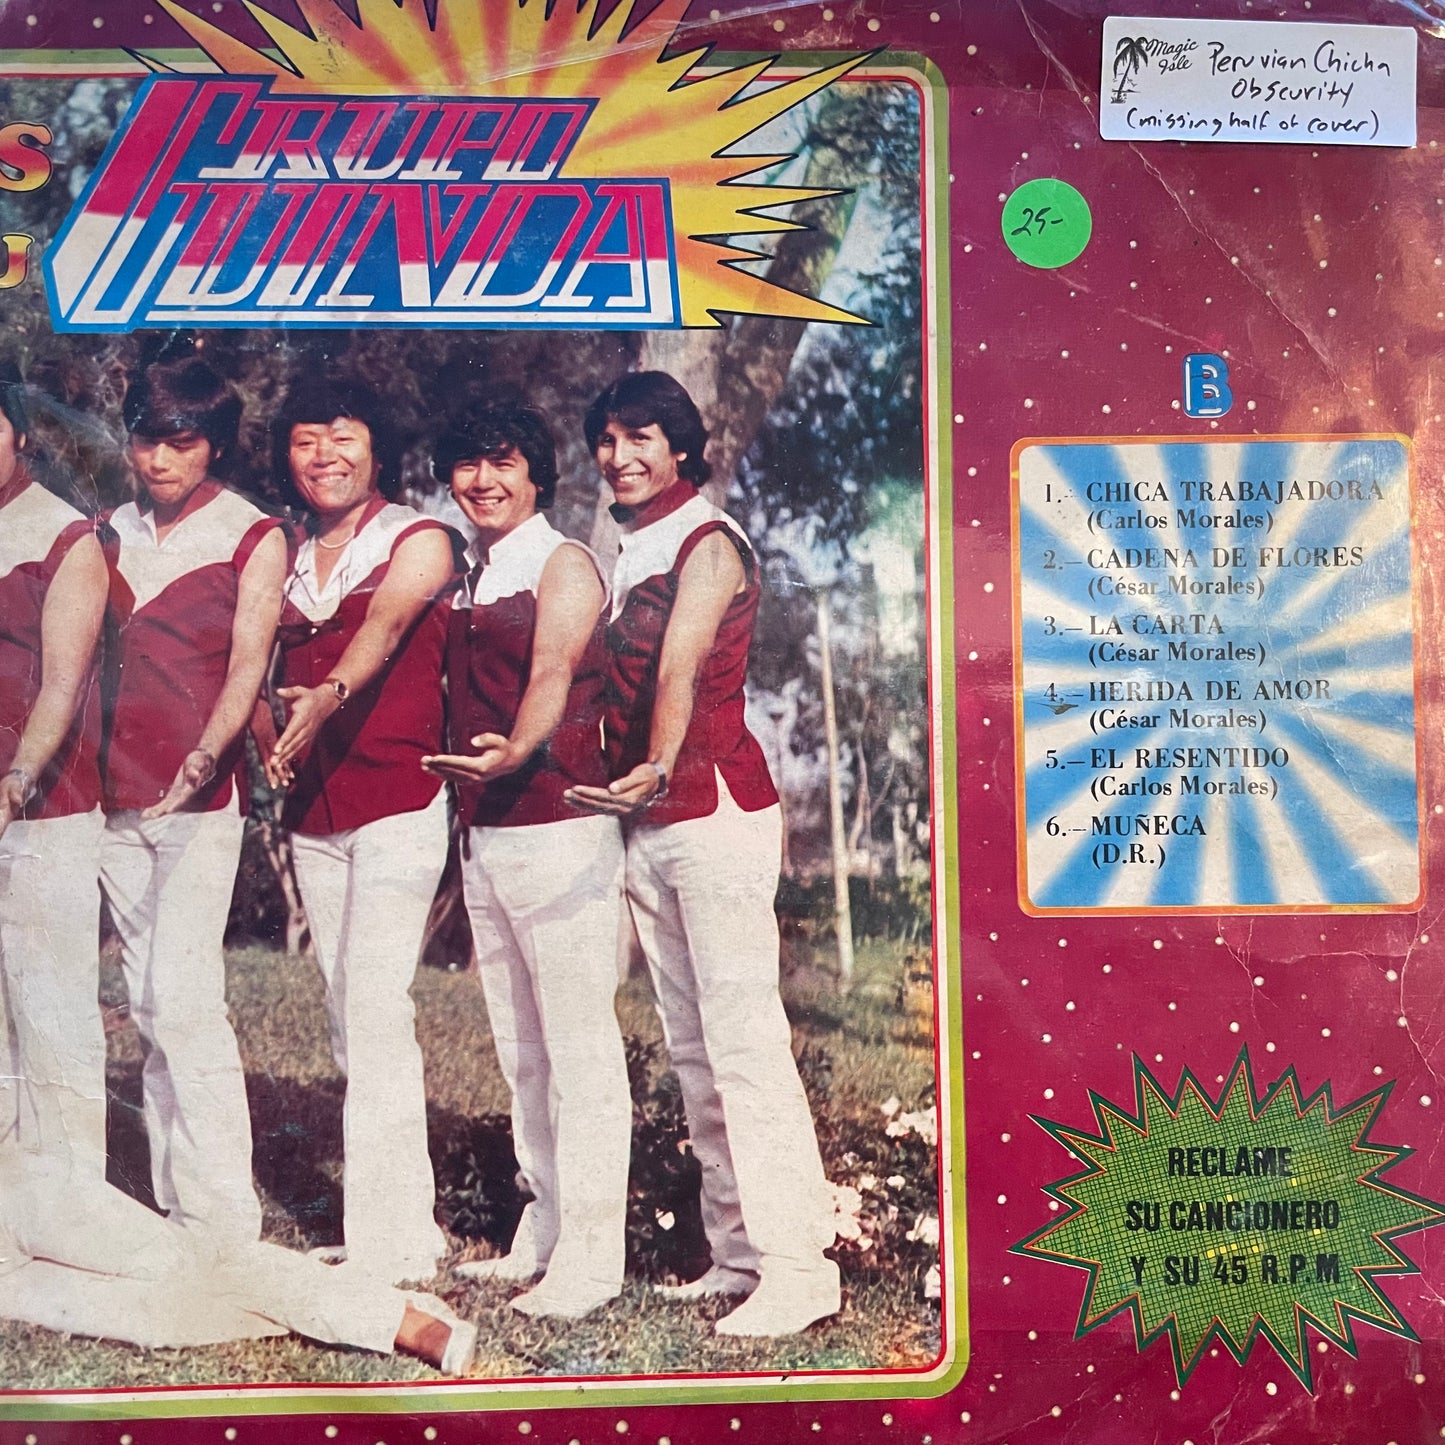 S
U
GRUPO
GUINDA
Magic
Isle
Peruvian Chicha
Obscurity
(missing half of cover)
25-
B
1.- CHICA TRABAJADORA
(Carlos Morales)
2.- CADENA DE FLORES
(César Morales)
3.- LA CARTA
(César Morales)
4.- HERIDA DE AMOR
(César Morales)
5.- EL RESENTIDO
(Carlos Morales)
6.- MUÑECA
(D.R.)
RECLAME
SU CANCIONERO
Y SU 45 R.P.M